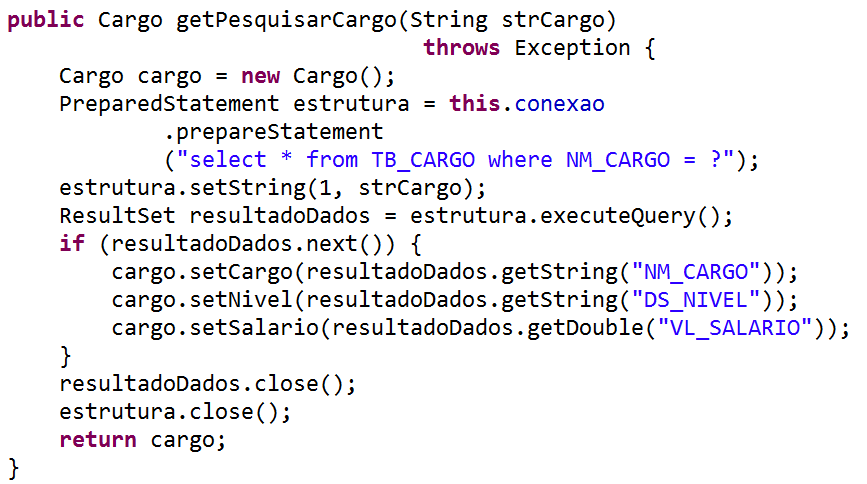 public Cargo getPesquisarCargo(String strCargo)
                                throws Exception {
    Cargo cargo = new Cargo();
    PreparedStatement estrutura = this.conexao
            .prepareStatement
            ("select * from TB_CARGO where NM_CARGO = ?");
    estrutura.setString(1, strCargo);
    ResultSet resultadoDados = estrutura.executeQuery();
    if (resultadoDados.next()) {
        cargo.setCargo(resultadoDados.getString("NM_CARGO"));
        cargo.setNivel(resultadoDados.getString("DS_NIVEL"));
        cargo.setSalario(resultadoDados.getDouble("VL_SALARIO"));
    }
    resultadoDados.close();
    estrutura.close();
    return cargo;
}